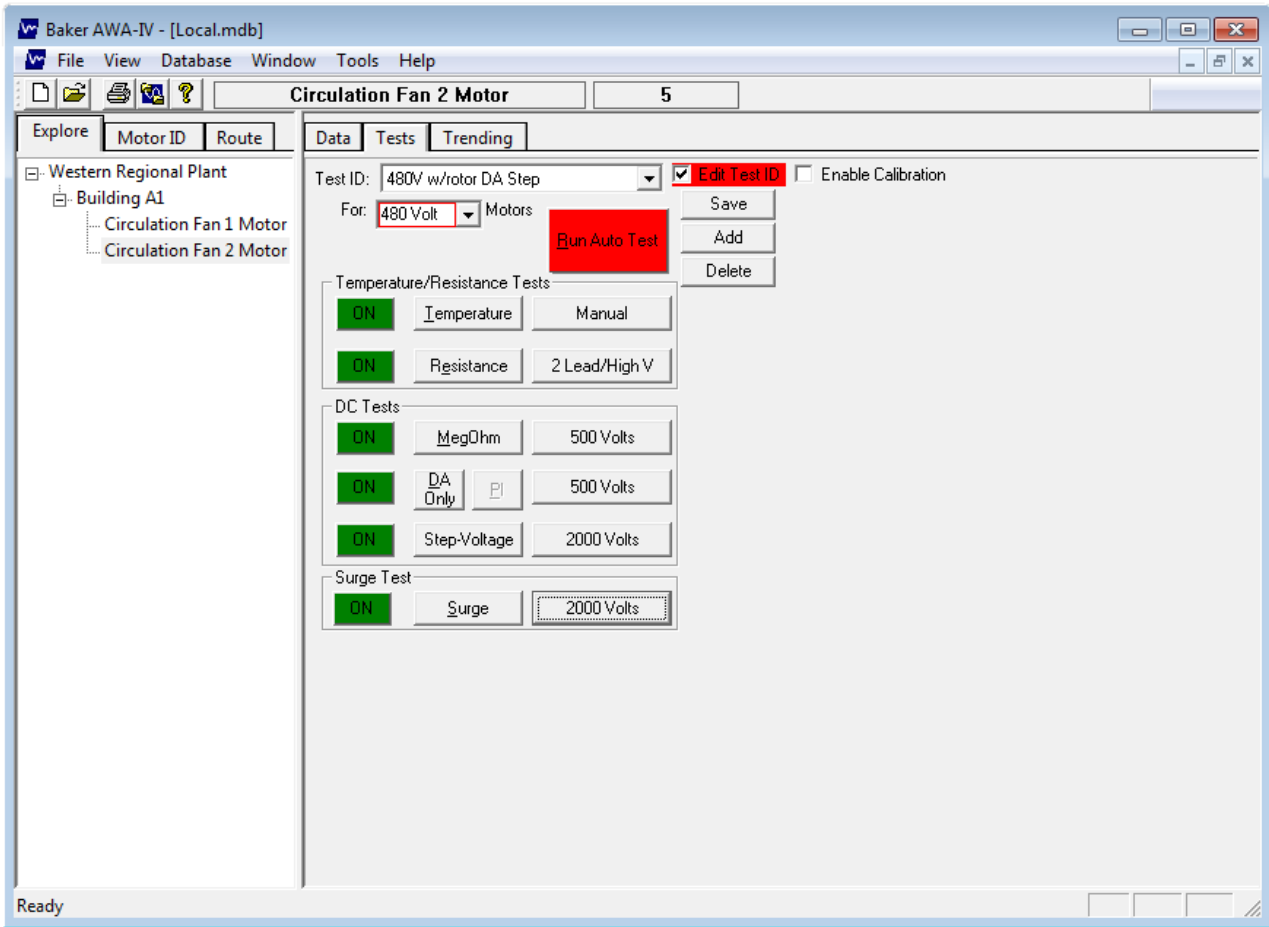 Baker AWA-IV - [Local.mdb]
File View Database Window Tools Help
Circulation Fan 2 Motor 5
Explore Motor ID Route
Data Tests Trending
Western Regional Plant
Building A1
Circulation Fan 1 Motor
Circulation Fan 2 Motor
Test ID: 480V w/rotor DA Step Edit Test ID Enable Calibration
For: 480 Volt Motors
Run Auto Test
Save
Add
Delete
Temperature/Resistance Tests
ON Temperature Manual
ON Resistance 2 Lead/High V
DC Tests
ON MegOhm 500 Volts
ON DA Only PI 500 Volts
ON Step-Voltage 2000 Volts
Surge Test
ON Surge 2000 Volts
Ready